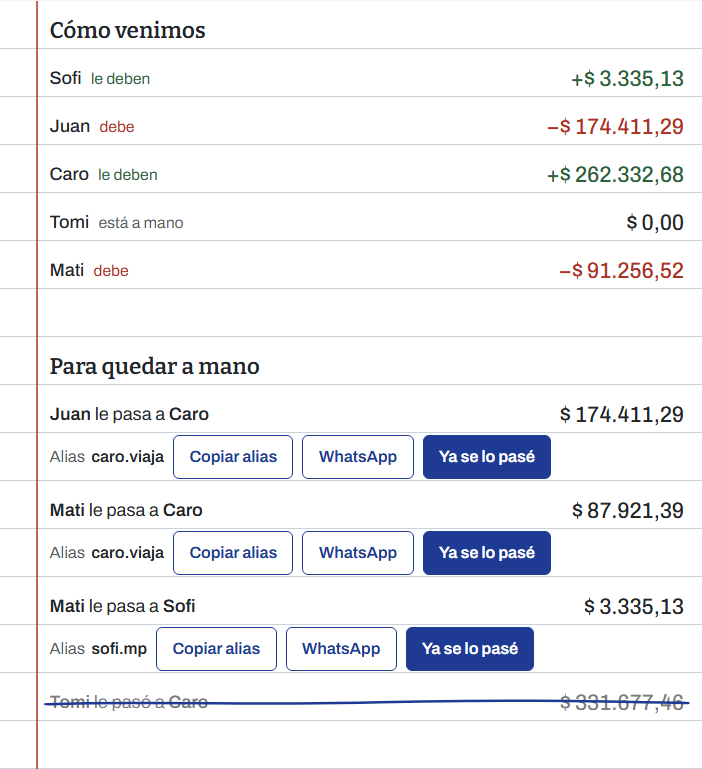 Cómo venimos
Sofi le deben +$ 3.335,13
Juan debe −$ 174.411,29
Caro le deben +$ 262.332,68
Tomi está a mano $ 0,00
Mati debe −$ 91.256,52
Para quedar a mano
Juan le pasa a Caro $ 174.411,29
Alias caro.viaja Copiar alias WhatsApp Ya se lo pasé
Mati le pasa a Caro $ 87.921,39
Alias caro.viaja Copiar alias WhatsApp Ya se lo pasé
Mati le pasa a Sofi $ 3.335,13
Alias sofi.mp Copiar alias WhatsApp Ya se lo pasé
Tomi le pasó a Caro $ 331.677,46